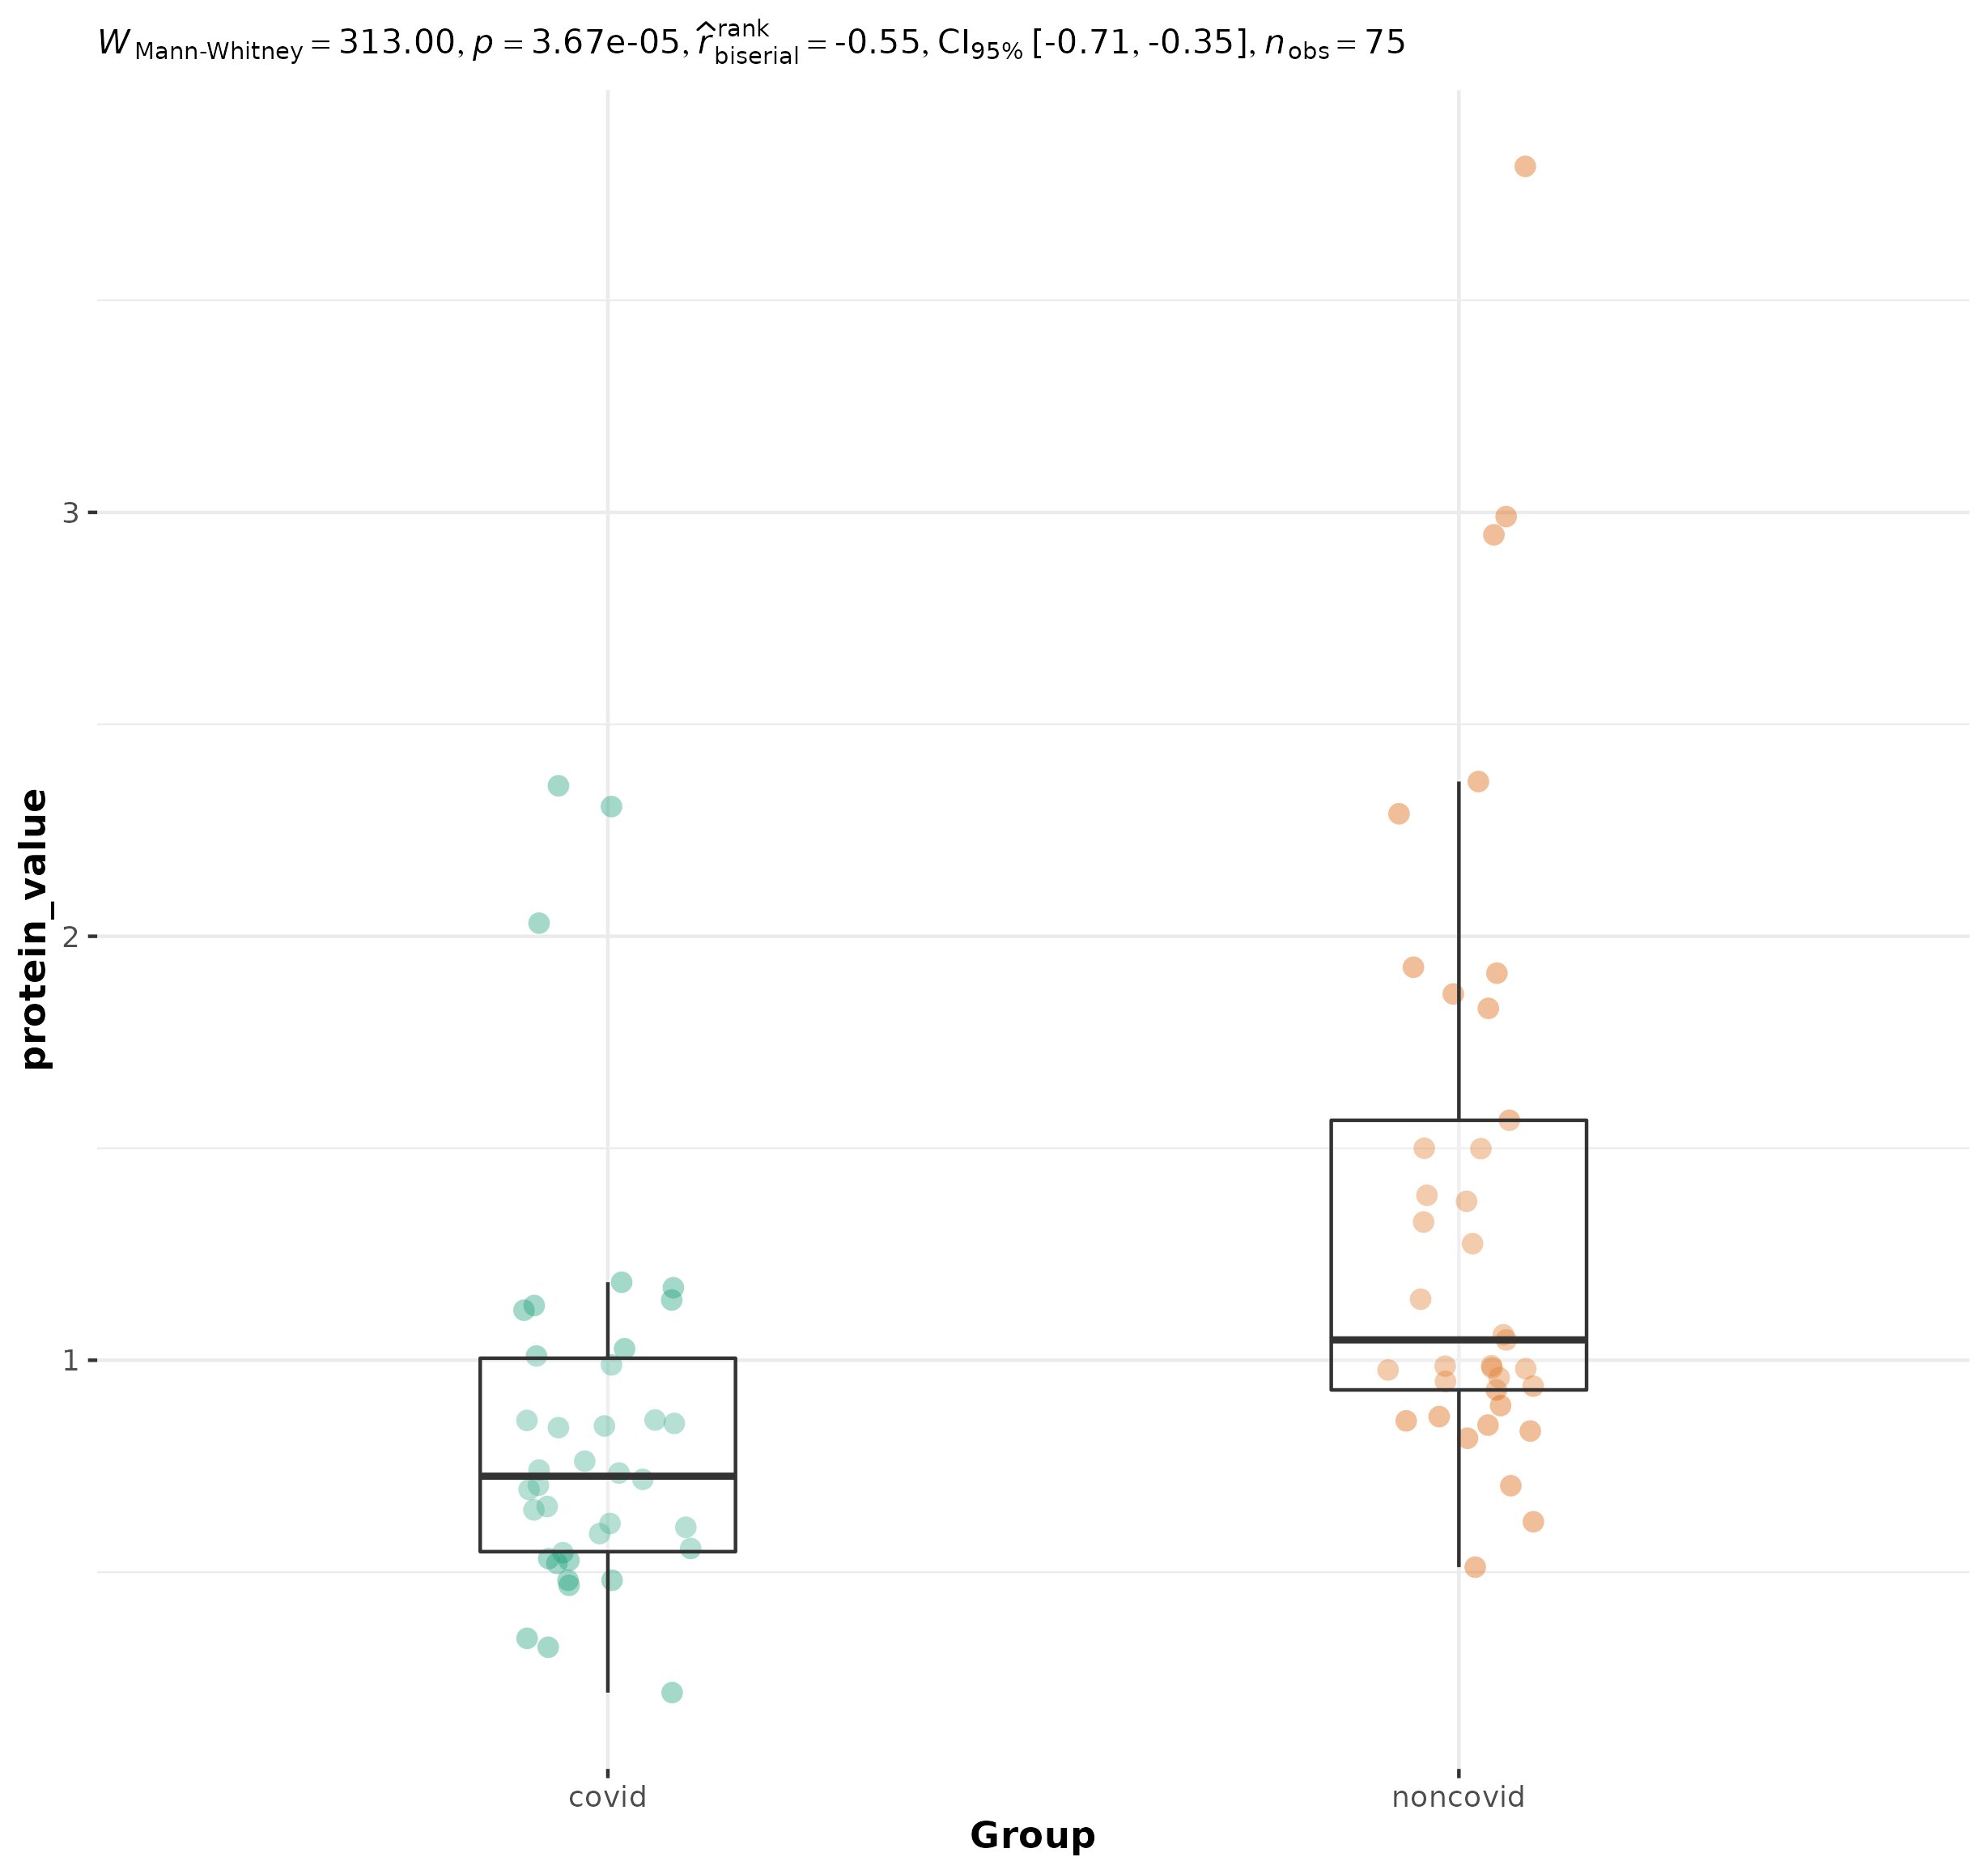 W Mann-Whitney = 313.00, p = 3.67e-05, r̂ rank biserial = -0.55, CI95% [-0.71, -0.35], nobs = 75
3
2
1
protein_value
covid noncovid
Group